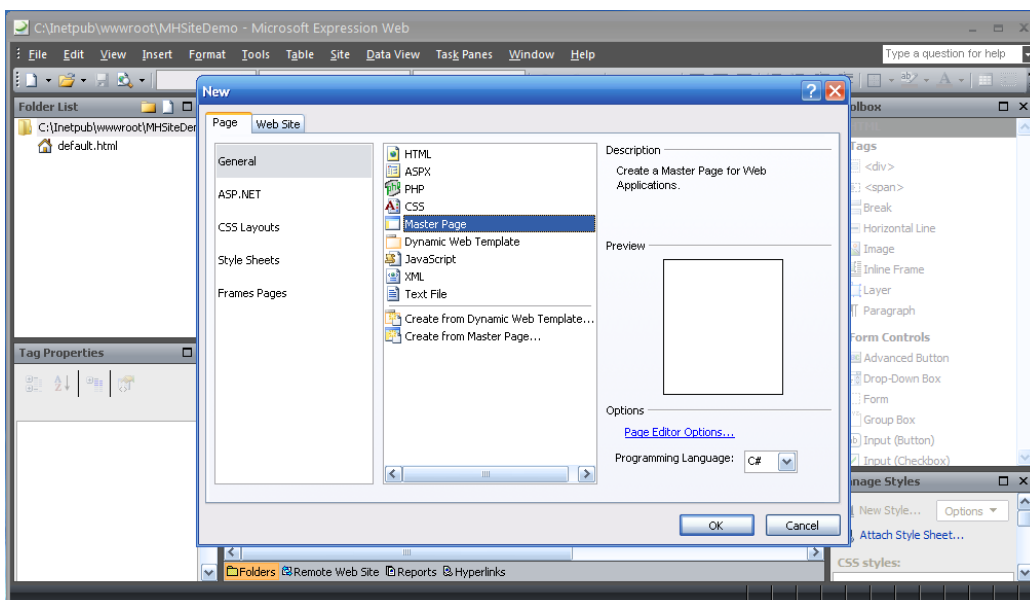 C:\Inetpub\wwwroot\MHSiteDemo - Microsoft Expression Web
File Edit View Insert Format Tools Table Site Data View Task Panes Window Help
Type a question for help
Folder List
C:\Inetpub\wwwroot\MHSiteDer
default.html
Tag Properties
New
Page
Web Site
General
ASP.NET
CSS Layouts
Style Sheets
Frames Pages
HTML
ASPX
PHP
CSS
Master Page
Dynamic Web Template
JavaScript
XML
Text File
Create from Dynamic Web Template...
Create from Master Page...
Description
Create a Master Page for Web
Applications.
Preview
Options
Page Editor Options...
Programming Language: C#
OK
Cancel
olbox
Tags
<div>
<span>
Break
Horizontal Line
Image
Inline Frame
Layer
Paragraph
Form Controls
Advanced Button
Drop-Down Box
Form
Group Box
Input (Button)
Input (Checkbox)
anage Styles
New Style...
Options
Attach Style Sheet...
CSS styles:
Folders Remote Web Site Reports Hyperlinks